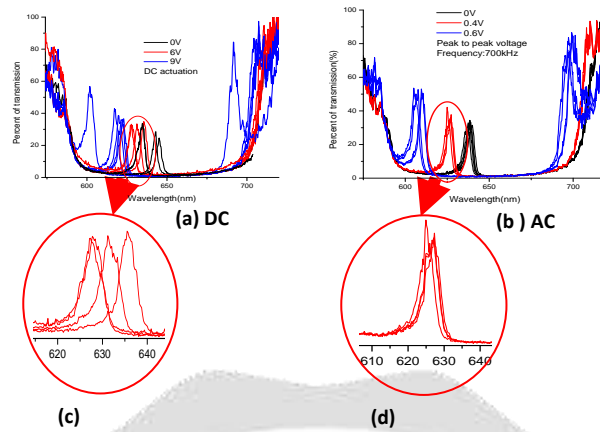 100
80
60
40
20
0
Percent of transmission
0V
6V
9V
DC actuation
600
650
700
Wavelength(nm)
(a) DC
100
80
60
40
20
0
Percent of transmission(%)
0V
0.4V
0.6V
Peak to peak voltage
Frequency:700kHz
600
650
700
Wavelength(nm)
(b ) AC
620
630
640
(c)
610
620
630
640
(d)